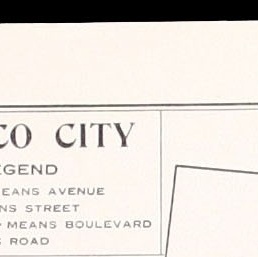 CO CITY
EGEND
EANS AVENUE
NS STREET
MEANS BOULEVARD
ROAD